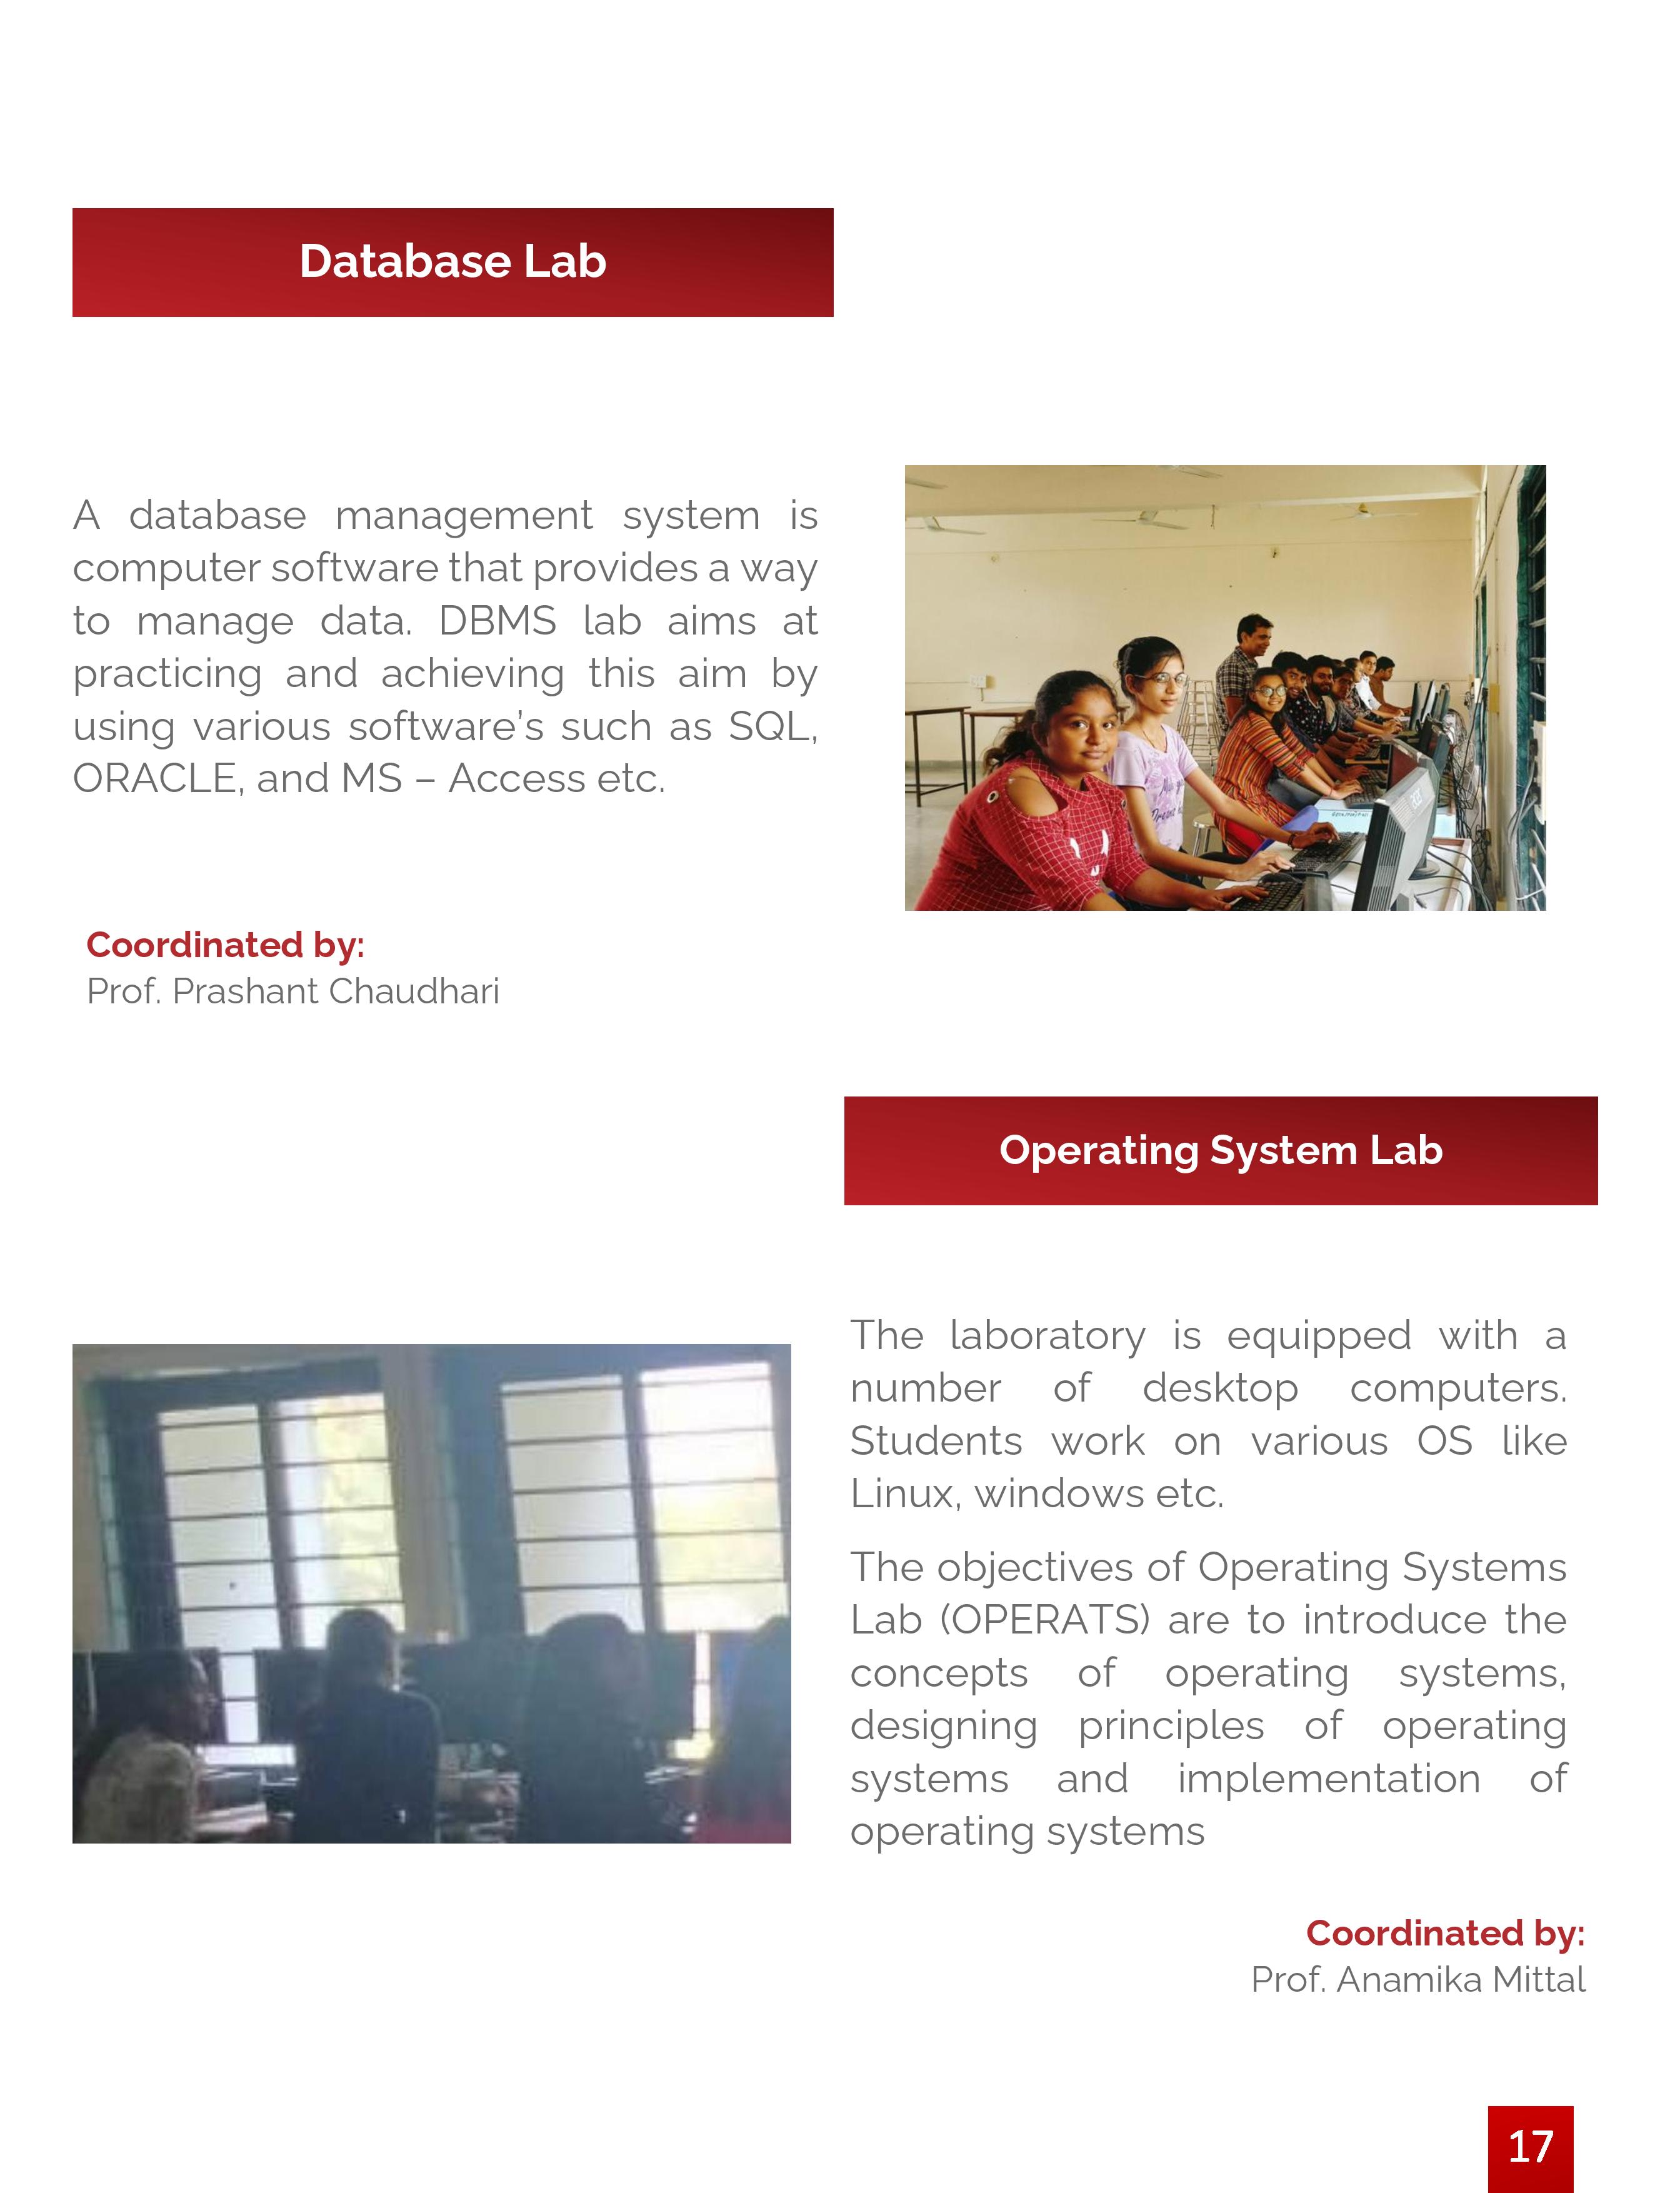 Database Lab
A database management system is
computer software that provides a way
to manage data. DBMS lab aims at
practicing and achieving this aim by
using various software's such as SQL,
ORACLE, and MS – Access etc.
Coordinated by:
Prof. Prashant Chaudhari
Operating System Lab
The laboratory is equipped with a
number of desktop computers.
Students work on various OS like
Linux, windows etc.
The objectives of Operating Systems
Lab (OPERATS) are to introduce the
concepts of operating systems,
designing principles of operating
systems and implementation of
operating systems
Coordinated by:
Prof. Anamika Mittal
17